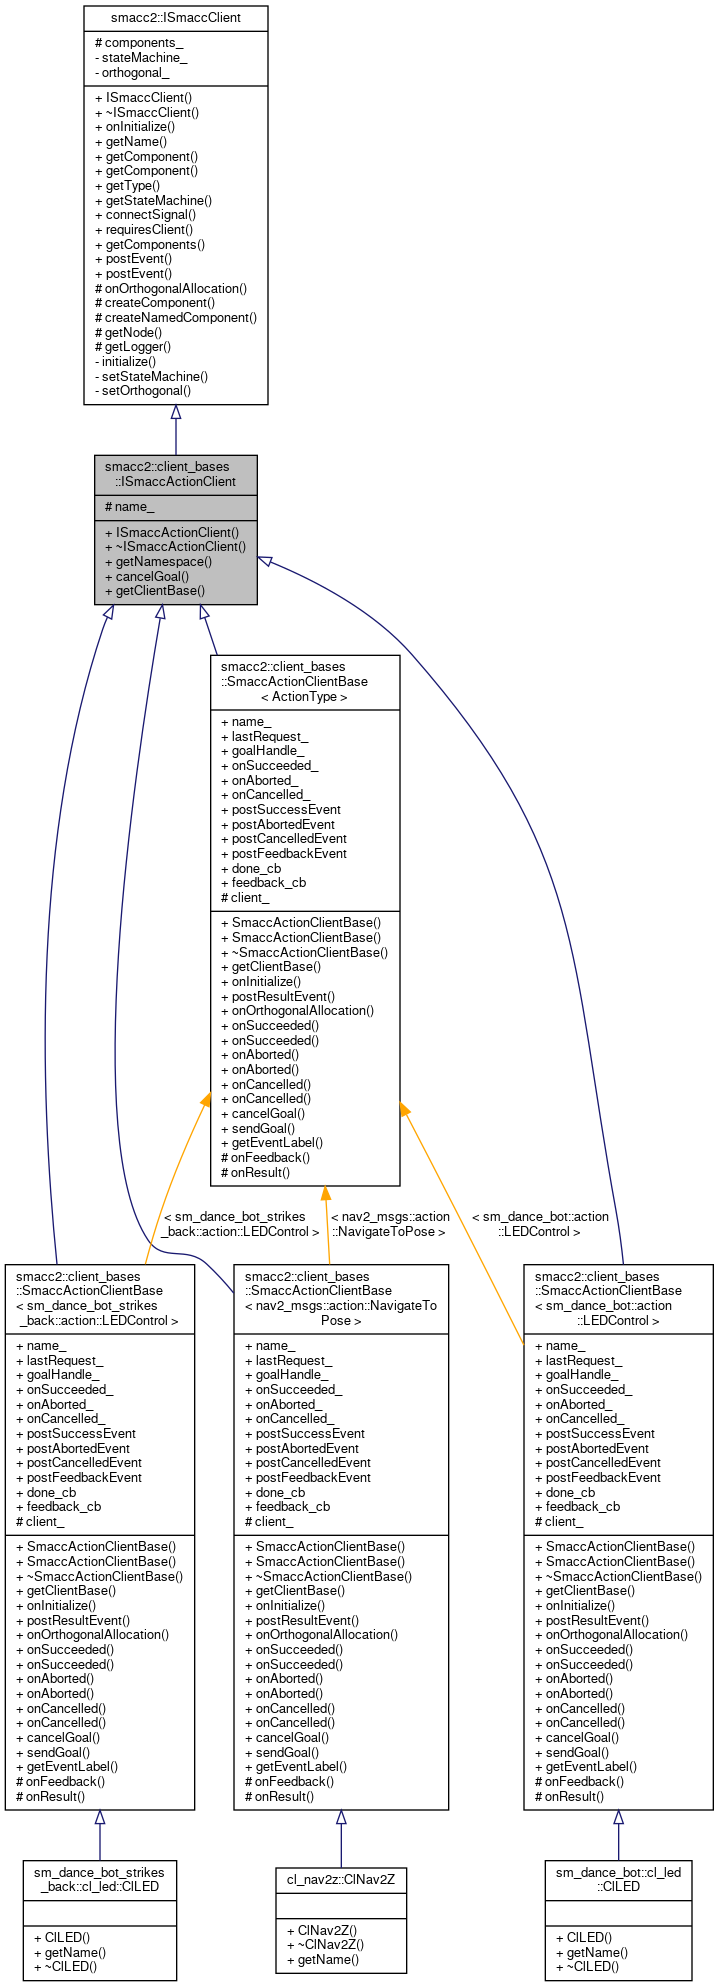 smacc2::ISmaccClient
# components_
- stateMachine_
- orthogonal_
+ ISmaccClient()
+ ~ISmaccClient()
+ onInitialize()
+ getName()
+ getComponent()
+ getComponent()
+ getType()
+ getStateMachine()
+ connectSignal()
+ requiresClient()
+ getComponents()
+ postEvent()
+ postEvent()
# onOrthogonalAllocation()
# createComponent()
# createNamedComponent()
# getNode()
# getLogger()
- initialize()
- setStateMachine()
- setOrthogonal()
smacc2::client_bases
::ISmaccActionClient
# name_
+ ISmaccActionClient()
+ ~ISmaccActionClient()
+ getNamespace()
+ cancelGoal()
+ getClientBase()
smacc2::client_bases
::SmaccActionClientBase
< ActionType >
+ name_
+ lastRequest_
+ goalHandle_
+ onSucceeded_
+ onAborted_
+ onCancelled_
+ postSuccessEvent
+ postAbortedEvent
+ postCancelledEvent
+ postFeedbackEvent
+ done_cb
+ feedback_cb
# client_
+ SmaccActionClientBase()
+ SmaccActionClientBase()
+ ~SmaccActionClientBase()
+ getClientBase()
+ onInitialize()
+ postResultEvent()
+ onOrthogonalAllocation()
+ onSucceeded()
+ onSucceeded()
+ onAborted()
+ onAborted()
+ onCancelled()
+ onCancelled()
+ cancelGoal()
+ sendGoal()
+ getEventLabel()
# onFeedback()
# onResult()
< sm_dance_bot_strikes
_back::action::LEDControl >
< nav2_msgs::action
::NavigateToPose >
< sm_dance_bot::action
::LEDControl >
smacc2::client_bases
::SmaccActionClientBase
< sm_dance_bot_strikes
_back::action::LEDControl >
+ name_
+ lastRequest_
+ goalHandle_
+ onSucceeded_
+ onAborted_
+ onCancelled_
+ postSuccessEvent
+ postAbortedEvent
+ postCancelledEvent
+ postFeedbackEvent
+ done_cb
+ feedback_cb
# client_
+ SmaccActionClientBase()
+ SmaccActionClientBase()
+ ~SmaccActionClientBase()
+ getClientBase()
+ onInitialize()
+ postResultEvent()
+ onOrthogonalAllocation()
+ onSucceeded()
+ onSucceeded()
+ onAborted()
+ onAborted()
+ onCancelled()
+ onCancelled()
+ cancelGoal()
+ sendGoal()
+ getEventLabel()
# onFeedback()
# onResult()
smacc2::client_bases
::SmaccActionClientBase
< nav2_msgs::action::NavigateTo
Pose >
+ name_
+ lastRequest_
+ goalHandle_
+ onSucceeded_
+ onAborted_
+ onCancelled_
+ postSuccessEvent
+ postAbortedEvent
+ postCancelledEvent
+ postFeedbackEvent
+ done_cb
+ feedback_cb
# client_
+ SmaccActionClientBase()
+ SmaccActionClientBase()
+ ~SmaccActionClientBase()
+ getClientBase()
+ onInitialize()
+ postResultEvent()
+ onOrthogonalAllocation()
+ onSucceeded()
+ onSucceeded()
+ onAborted()
+ onAborted()
+ onCancelled()
+ onCancelled()
+ cancelGoal()
+ sendGoal()
+ getEventLabel()
# onFeedback()
# onResult()
smacc2::client_bases
::SmaccActionClientBase
< sm_dance_bot::action
::LEDControl >
+ name_
+ lastRequest_
+ goalHandle_
+ onSucceeded_
+ onAborted_
+ onCancelled_
+ postSuccessEvent
+ postAbortedEvent
+ postCancelledEvent
+ postFeedbackEvent
+ done_cb
+ feedback_cb
# client_
+ SmaccActionClientBase()
+ SmaccActionClientBase()
+ ~SmaccActionClientBase()
+ getClientBase()
+ onInitialize()
+ postResultEvent()
+ onOrthogonalAllocation()
+ onSucceeded()
+ onSucceeded()
+ onAborted()
+ onAborted()
+ onCancelled()
+ onCancelled()
+ cancelGoal()
+ sendGoal()
+ getEventLabel()
# onFeedback()
# onResult()
sm_dance_bot_strikes
_back::cl_led::ClLED
+ ClLED()
+ getName()
+ ~ClLED()
cl_nav2z::ClNav2Z
+ ClNav2Z()
+ ~ClNav2Z()
+ getName()
sm_dance_bot::cl_led
::ClLED
+ ClLED()
+ getName()
+ ~ClLED()